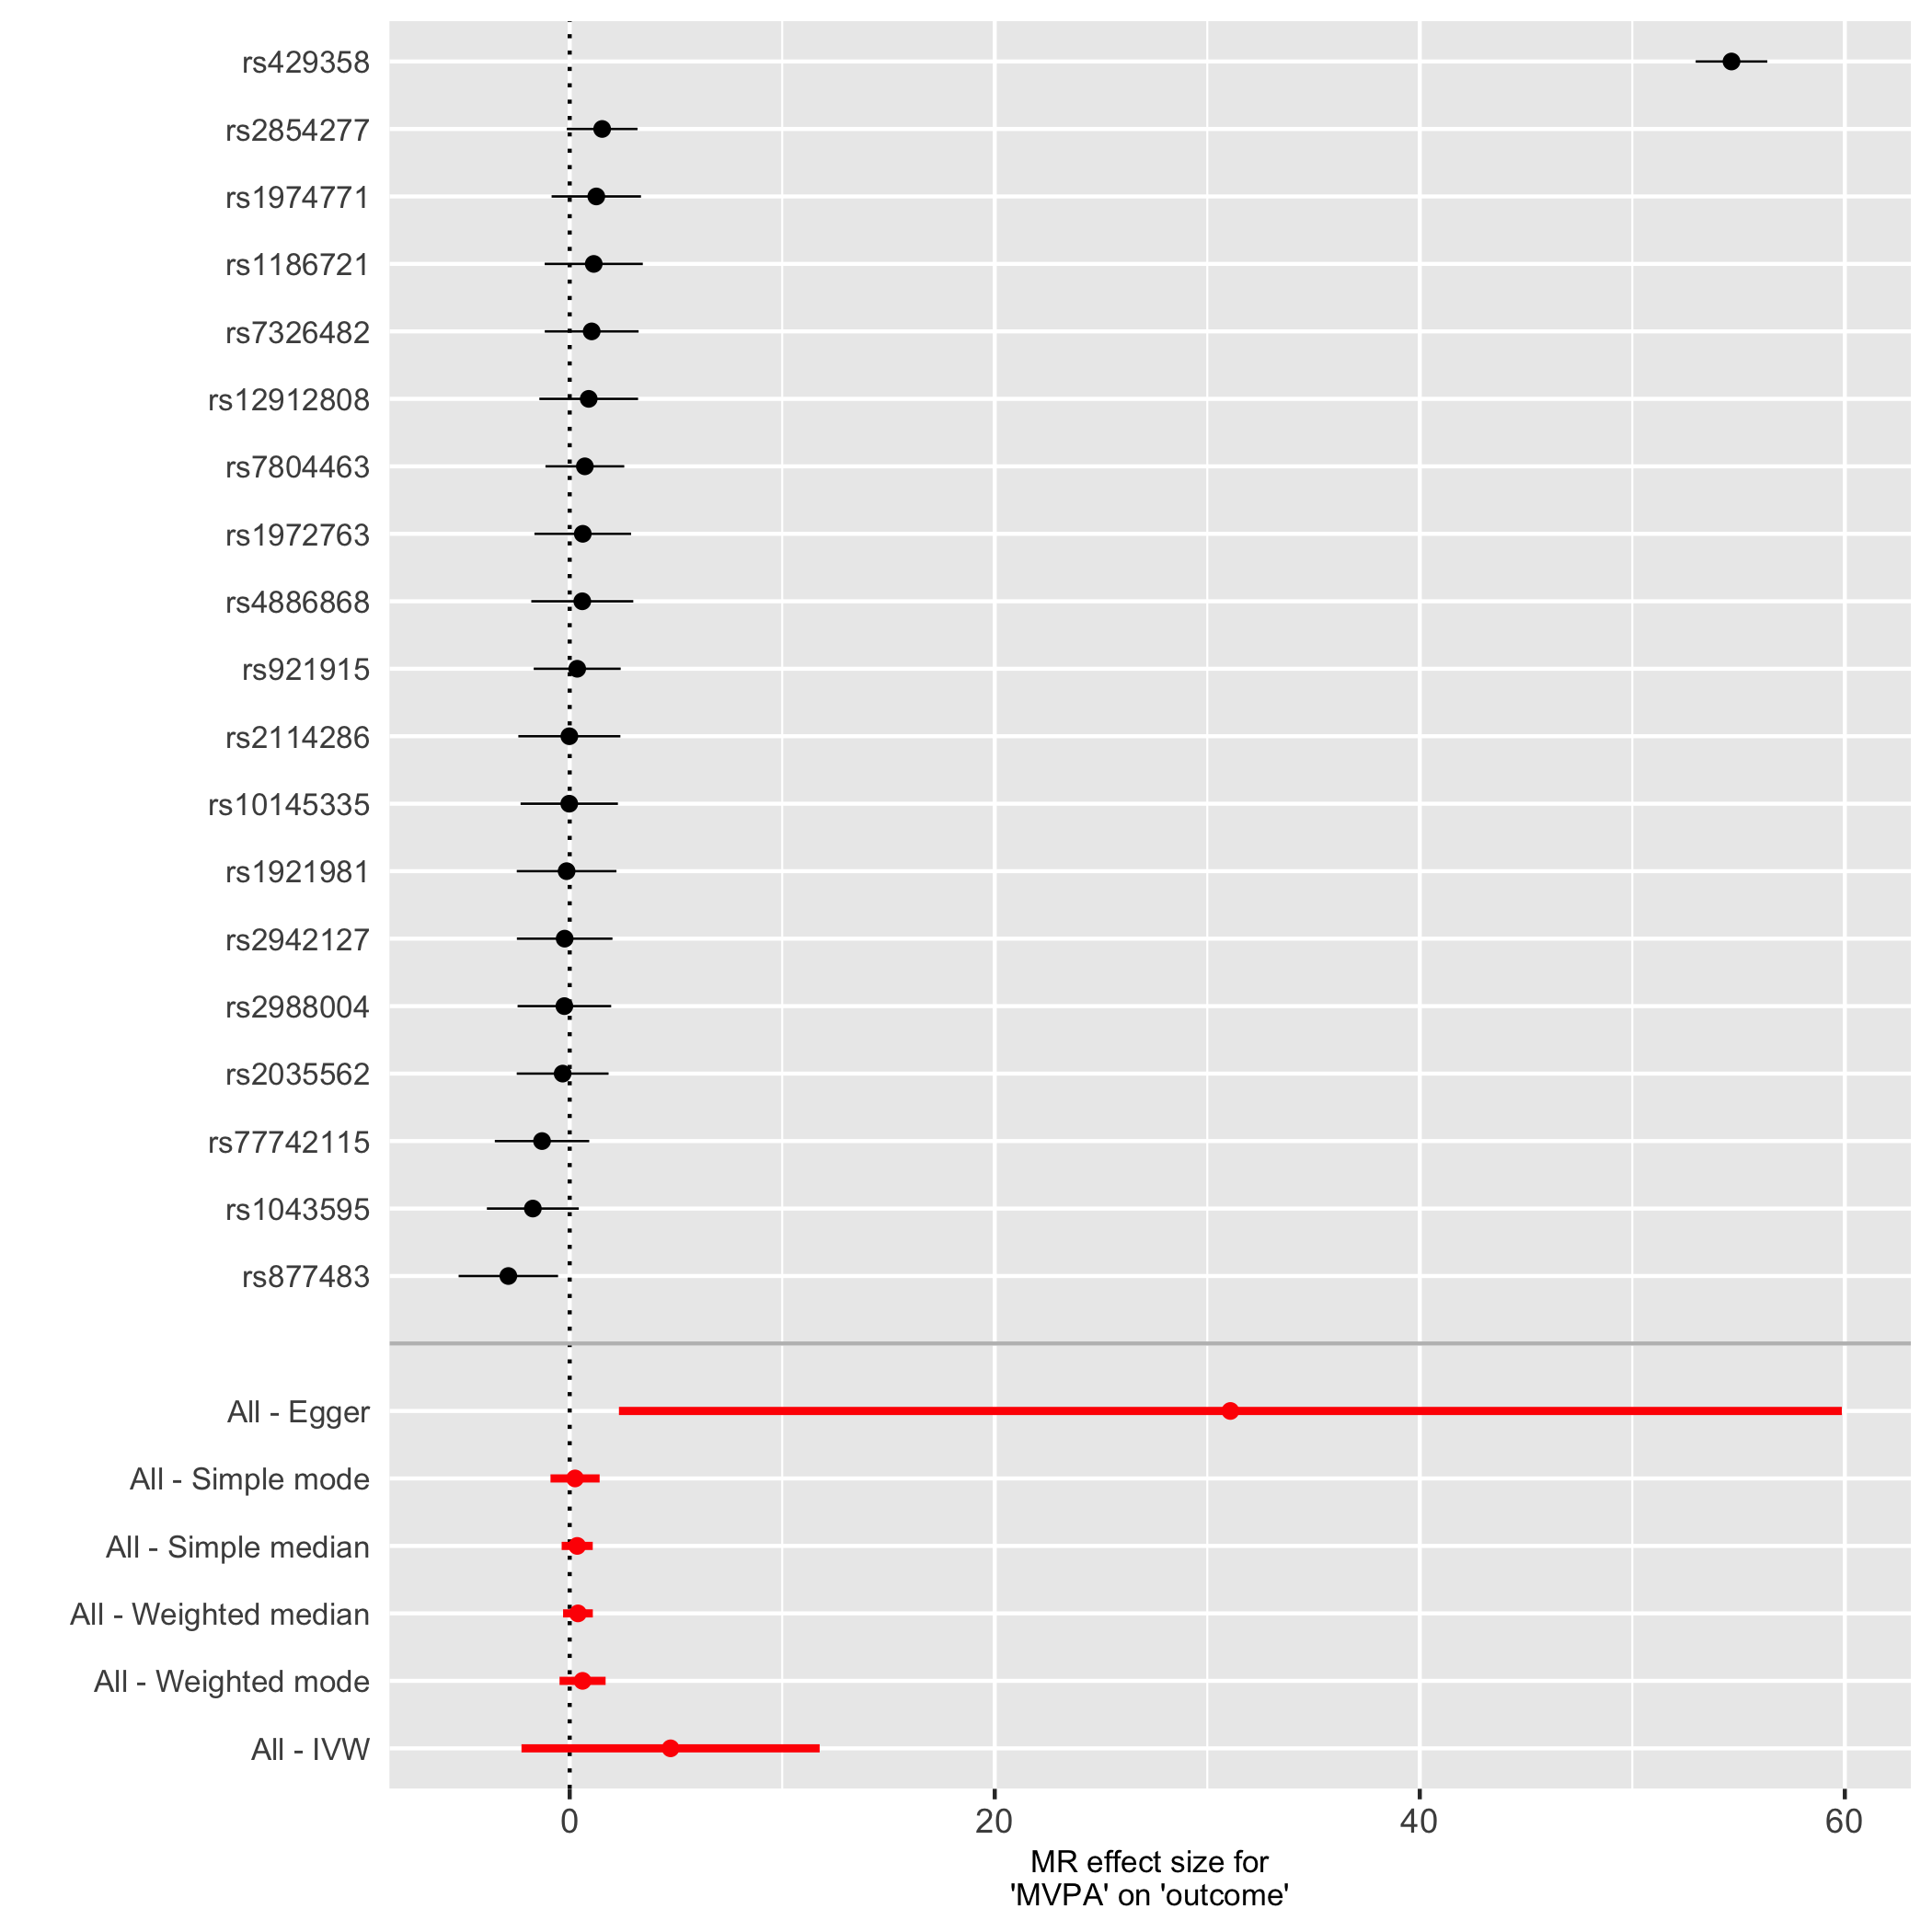 rs429358
rs2854277
rs1974771
rs1186721
rs7326482
rs12912808
rs7804463
rs1972763
rs4886868
rs921915
rs2114286
rs10145335
rs1921981
rs2942127
rs2988004
rs2035562
rs77742115
rs1043595
rs877483
All - Egger
All - Simple mode
All - Simple median
All - Weighted median
All - Weighted mode
All - IVW
0 20 40 60
MR effect size for
'MVPA' on 'outcome'